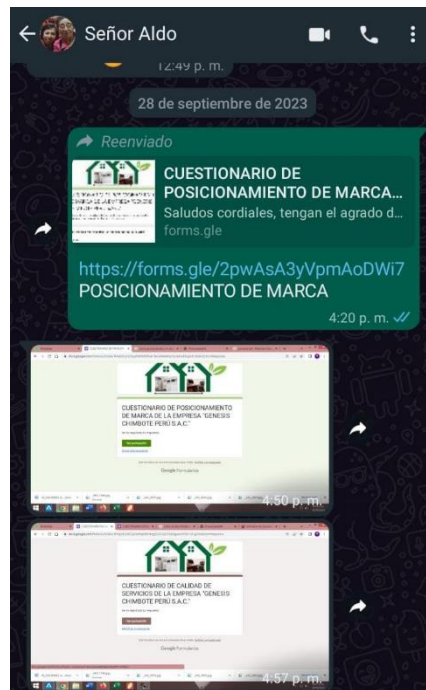 Señor Aldo
12:49 p. m.
28 de septiembre de 2023
Reenviado
CUESTIONARIO DE
POSICIONAMIENTO DE MARCA...
Saludos cordiales, tengan el agrado d...
forms.gle
https://forms.gle/2pwAsA3yVpmAoDWi7
POSICIONAMIENTO DE MARCA
4:20 p. m.
CUESTIONARIO DE POSICIONAMIENTO
DE MARCA DE LA EMPRESA "GENESIS
CHIMBOTE PERÚ S.A.C."
Google Formularios
4:50 p. m.
CUESTIONARIO DE CALIDAD DE
SERVICIOS DE LA EMPRESA "GENESIS
CHIMBOTE PERÚ S.A.C."
Google Formularios
4:57 p. m.